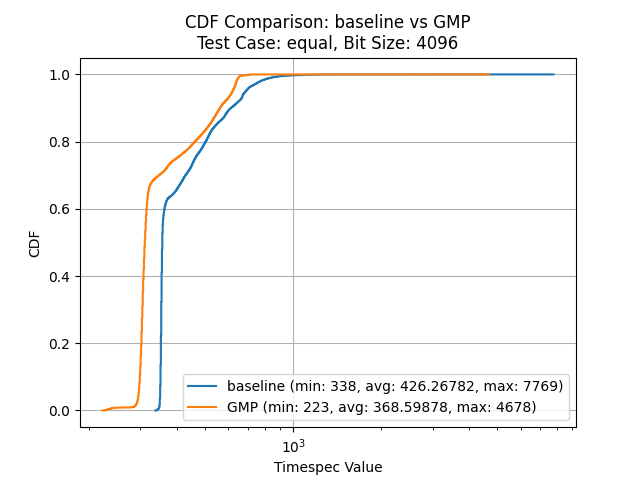 CDF Comparison: baseline vs GMP
Test Case: equal, Bit Size: 4096
1.0
0.8
0.6
0.4
0.2
0.0
CDF
baseline (min: 338, avg: 426.26782, max: 7769)
GMP (min: 223, avg: 368.59878, max: 4678)
10³
Timespec Value